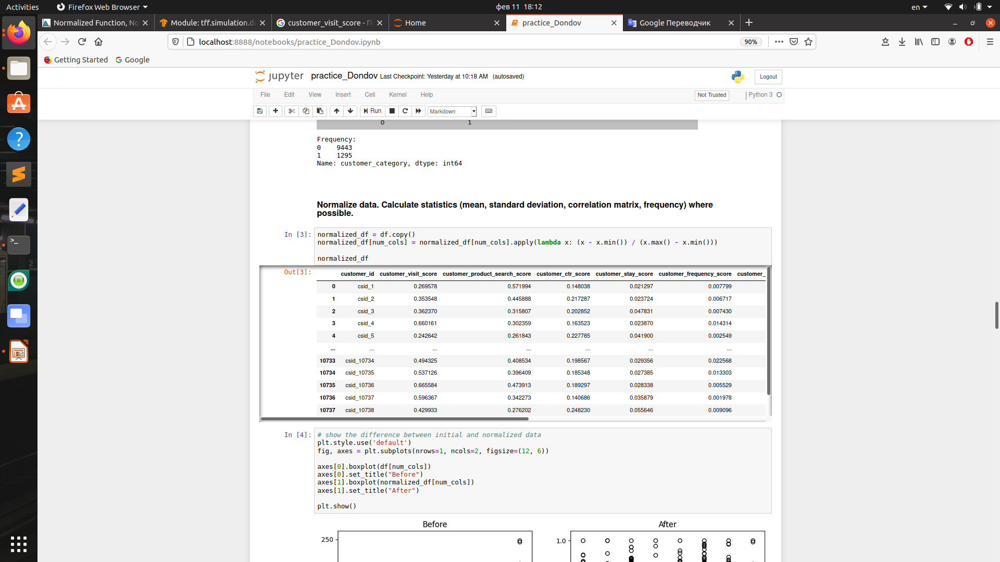 Activities Firefox Web Browser фев 11 18:12 en
Normalized Function, No Module: tff.simulation.da customer_visit_score - П Home practice_Dondov Google Переводчик
localhost:8888/notebooks/practice_Dondov.ipynb 90%
Getting Started Google
jupyter practice_Dondov Last Checkpoint: Yesterday at 10:18 AM (autosaved) Logout
File Edit View Insert Cell Kernel Help Not Trusted Python 3
Run Markdown
0 1
Frequency:
0 9443
1 1295
Name: customer_category, dtype: int64
Normalize data. Calculate statistics (mean, standard deviation, correlation matrix, frequency) where
possible.
In [3]: normalized_df = df.copy()
normalized_df[num_cols] = normalized_df[num_cols].apply(lambda x: (x - x.min()) / (x.max() - x.min()))
normalized_df
Out[3]: customer_id customer_visit_score customer_product_search_score customer_ctr_score customer_stay_score customer_frequency_score customer_
0 csid_1 0.269578 0.571994 0.148038 0.021297 0.007799
1 csid_2 0.353548 0.445888 0.217287 0.023724 0.006717
2 csid_3 0.362370 0.315807 0.202852 0.047831 0.007430
3 csid_4 0.660161 0.302359 0.163523 0.023870 0.014314
4 csid_5 0.242642 0.261843 0.227785 0.041900 0.002549
... ... ... ... ... ... ...
10733 csid_10734 0.494325 0.408534 0.198567 0.029356 0.022568
10734 csid_10735 0.537126 0.396409 0.185348 0.027385 0.013303
10735 csid_10736 0.665584 0.473913 0.189297 0.028338 0.005529
10736 csid_10737 0.596367 0.342273 0.140686 0.035879 0.001978
10737 csid_10738 0.429933 0.276202 0.248230 0.055646 0.009096
In [4]: # show the difference between initial and normalized data
plt.style.use('default')
fig, axes = plt.subplots(nrows=1, ncols=2, figsize=(12, 6))
axes[0].boxplot(df[num_cols])
axes[0].set_title("Before")
axes[1].boxplot(normalized_df[num_cols])
axes[1].set_title("After")
plt.show()
Before After
250 1.0